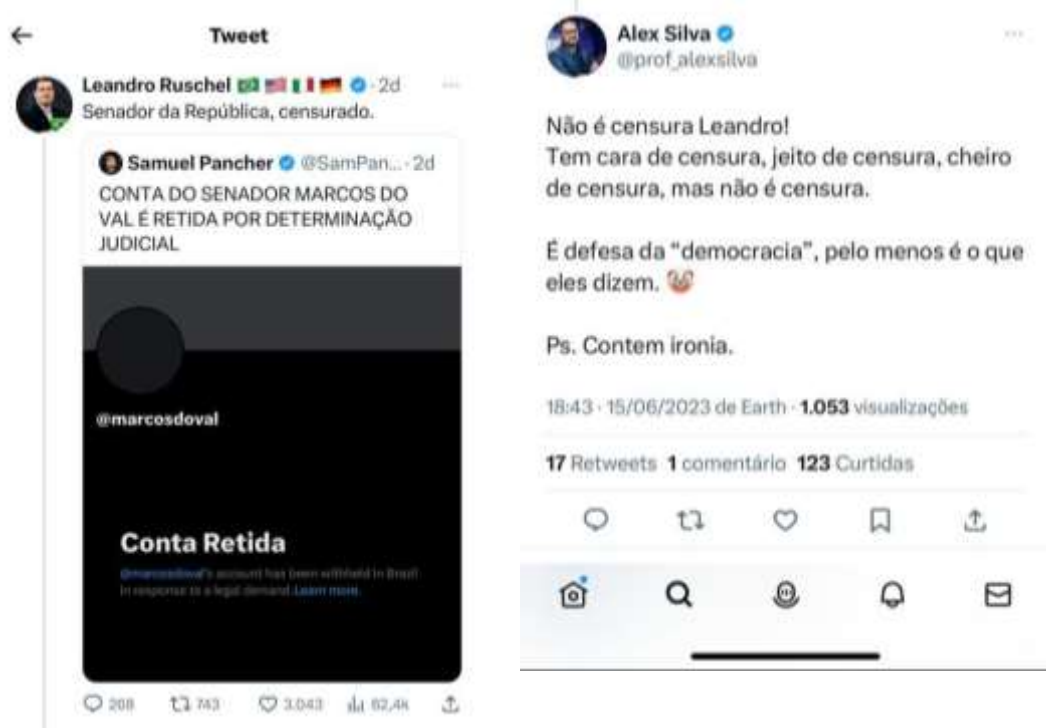 Tweet
Leandro Ruschel 🇧🇷 🇺🇸 🇮🇹 🇩🇪 · 2d
Senador da República, censurado.
Samuel Pancher @SamPan... · 2d
CONTA DO SENADOR MARCOS DO
VAL É RETIDA POR DETERMINAÇÃO
JUDICIAL
@marcosdoval
Conta Retida
@marcosdoval's account has been withheld in Brazil
in response to a legal demand. Learn more.
208 743 3.043 62,4k
Alex Silva
@prof_alexsilva
Não é censura Leandro!
Tem cara de censura, jeito de censura, cheiro
de censura, mas não é censura.
É defesa da “democracia”, pelo menos é o que
eles dizem. 🤡
Ps. Contem ironia.
18:43 · 15/06/2023 de Earth · 1.053 visualizações
17 Retweets 1 comentário 123 Curtidas